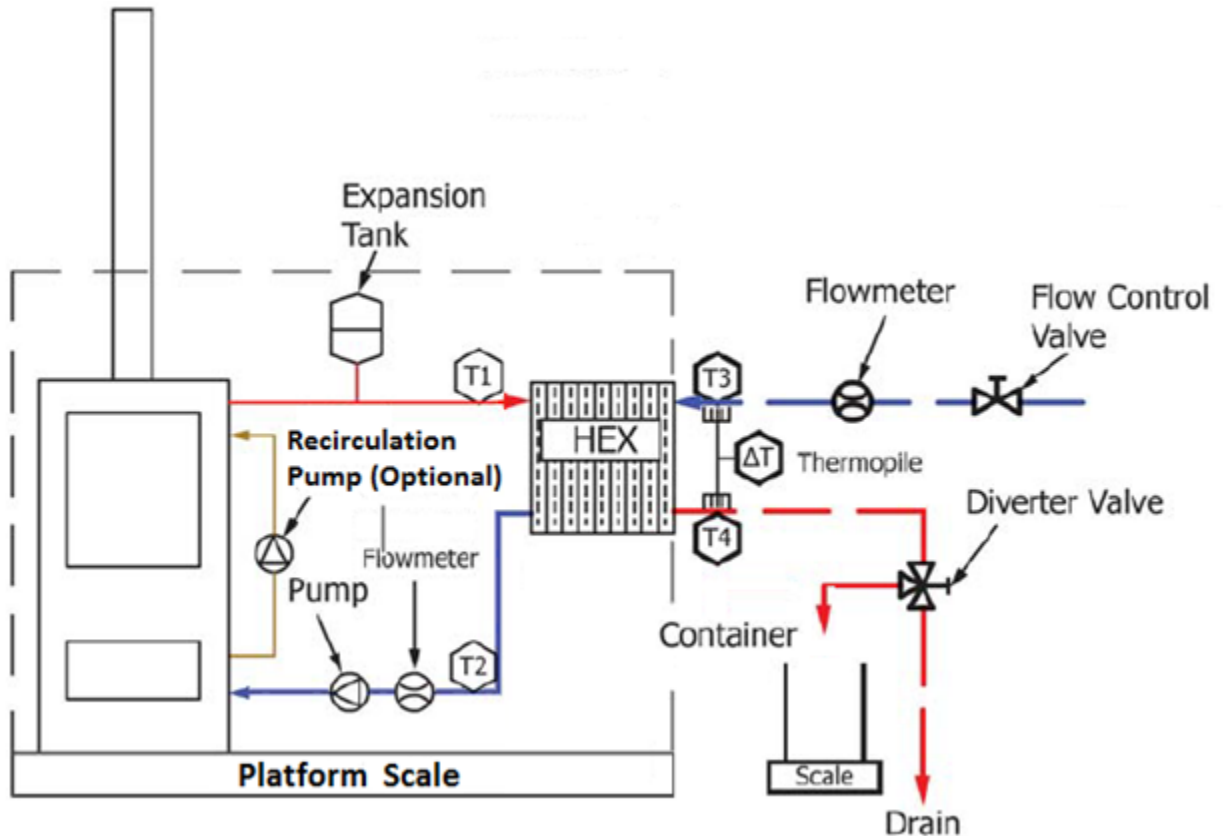 Expansion
Tank
Flowmeter
Flow Control
Valve
T1
T3
HEX
Recirculation
Pump (Optional)
ΔT
Thermopile
Diverter Valve
T4
Flowmeter
Pump
T2
Container
Platform Scale
Scale
Drain